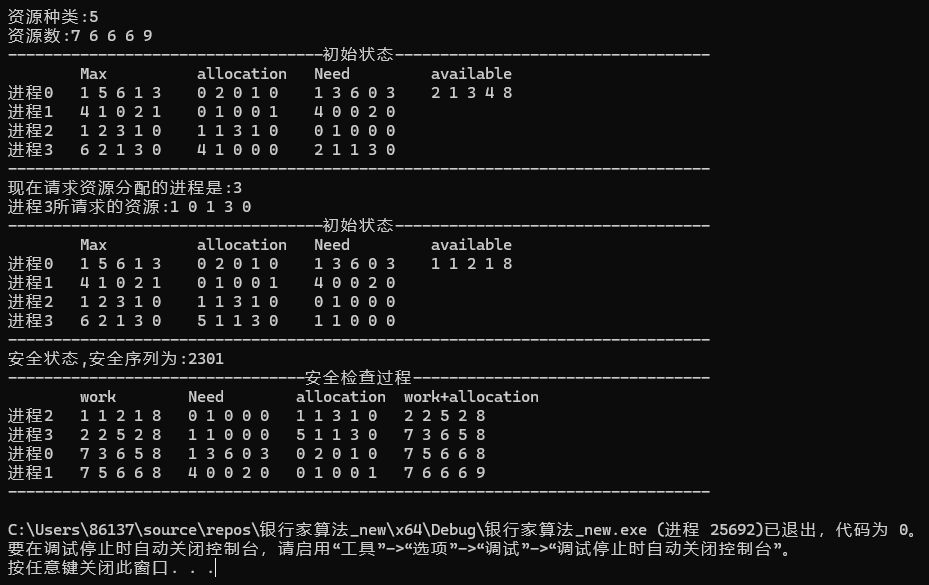 资源种类:5
资源数:7 6 6 6 9
-----------------------------------初始状态-----------------------------------
        Max          allocation   Need         available
进程0   1 5 6 1 3    0 2 0 1 0    1 3 6 0 3    2 1 3 4 8
进程1   4 1 0 2 1    0 1 0 0 1    4 0 0 2 0
进程2   1 2 3 1 0    1 1 3 1 0    0 1 0 0 0
进程3   6 2 1 3 0    4 1 0 0 0    2 1 1 3 0
------------------------------------------------------------------------------
现在请求资源分配的进程是:3
进程3所请求的资源:1 0 1 3 0
-----------------------------------初始状态-----------------------------------
        Max          allocation   Need         available
进程0   1 5 6 1 3    0 2 0 1 0    1 3 6 0 3    1 1 2 1 8
进程1   4 1 0 2 1    0 1 0 0 1    4 0 0 2 0
进程2   1 2 3 1 0    1 1 3 1 0    0 1 0 0 0
进程3   6 2 1 3 0    5 1 1 3 0    1 1 0 0 0
------------------------------------------------------------------------------
安全状态,安全序列为:2301
---------------------------------安全检查过程---------------------------------
        work        Need        allocation  work+allocation
进程2   1 1 2 1 8   0 1 0 0 0   1 1 3 1 0   2 2 5 2 8
进程3   2 2 5 2 8   1 1 0 0 0   5 1 1 3 0   7 3 6 5 8
进程0   7 3 6 5 8   1 3 6 0 3   0 2 0 1 0   7 5 6 6 8
进程1   7 5 6 6 8   4 0 0 2 0   0 1 0 0 1   7 6 6 6 9
------------------------------------------------------------------------------
C:\Users\86137\source\repos\银行家算法_new\x64\Debug\银行家算法_new.exe (进程 25692)已退出，代码为 0。
要在调试停止时自动关闭控制台，请启用“工具”->“选项”->“调试”->“调试停止时自动关闭控制台”。
按任意键关闭此窗口. . .